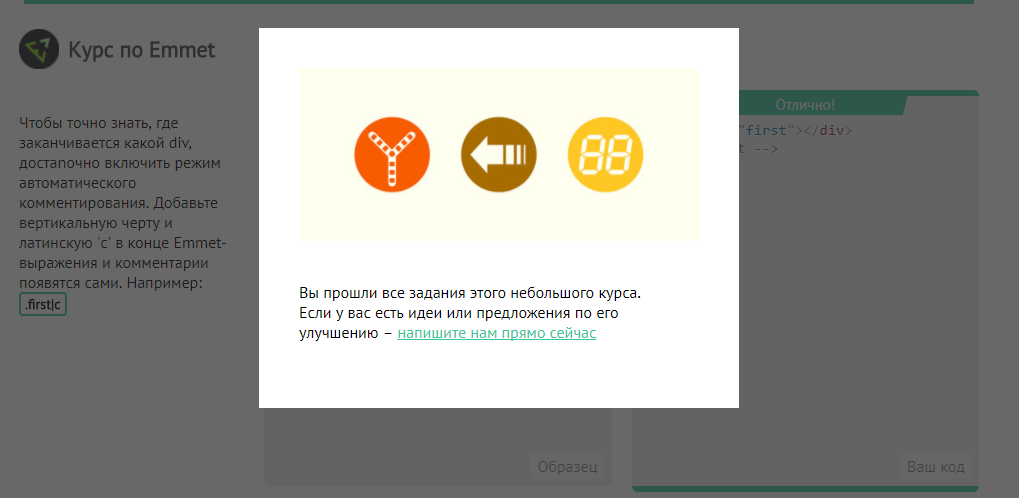 Курс по Emmet
Чтобы точно знать, где
заканчивается какой div,
достаточно включить режим
автоматического
комментирования. Добавьте
вертикальную черту и
латинскую 'c' в конце Emmet-
выражения и комментарии
появятся сами. Например:
.first|c
88
Вы прошли все задания этого небольшого курса.
Если у вас есть идеи или предложения по его
улучшению – напишите нам прямо сейчас
Отлично!
"first"></div>
t -->
Образец
Ваш код